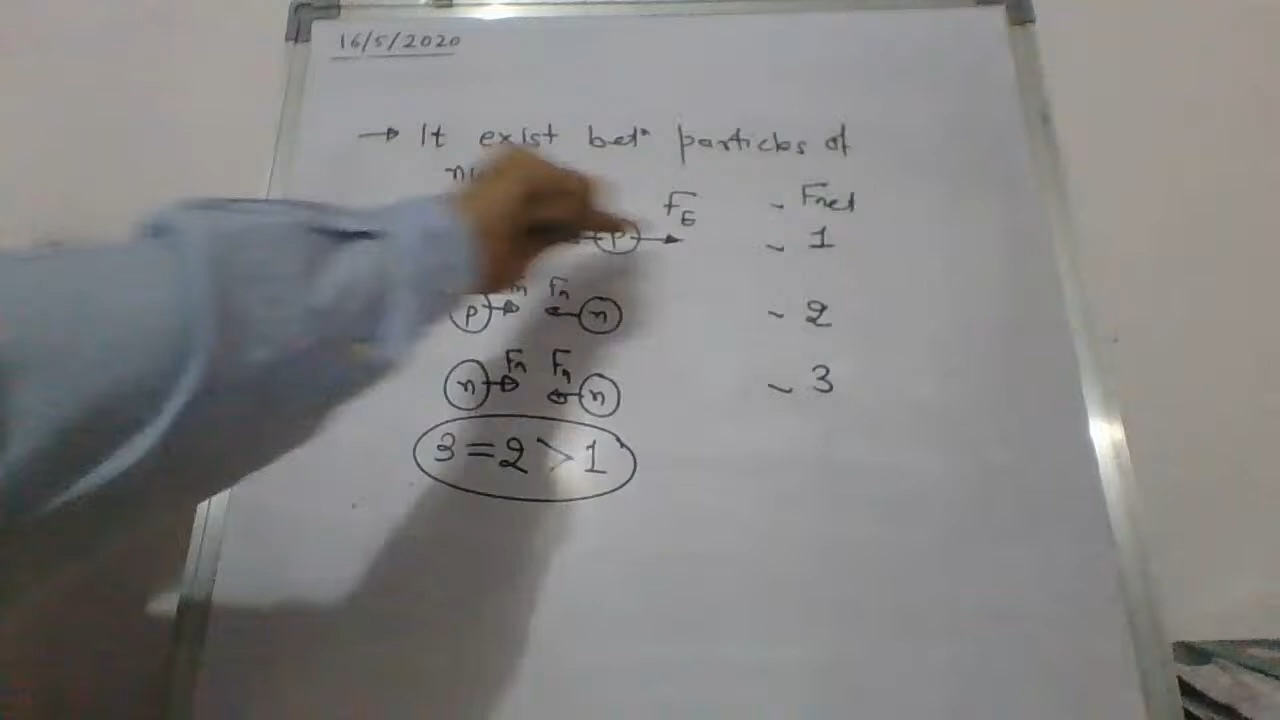 16/5/2020
→ It exist betn particles of
FE - Fnet
P - 1
P Fn n - 2
n Fn Fn n - 3
3 = 2 > 1